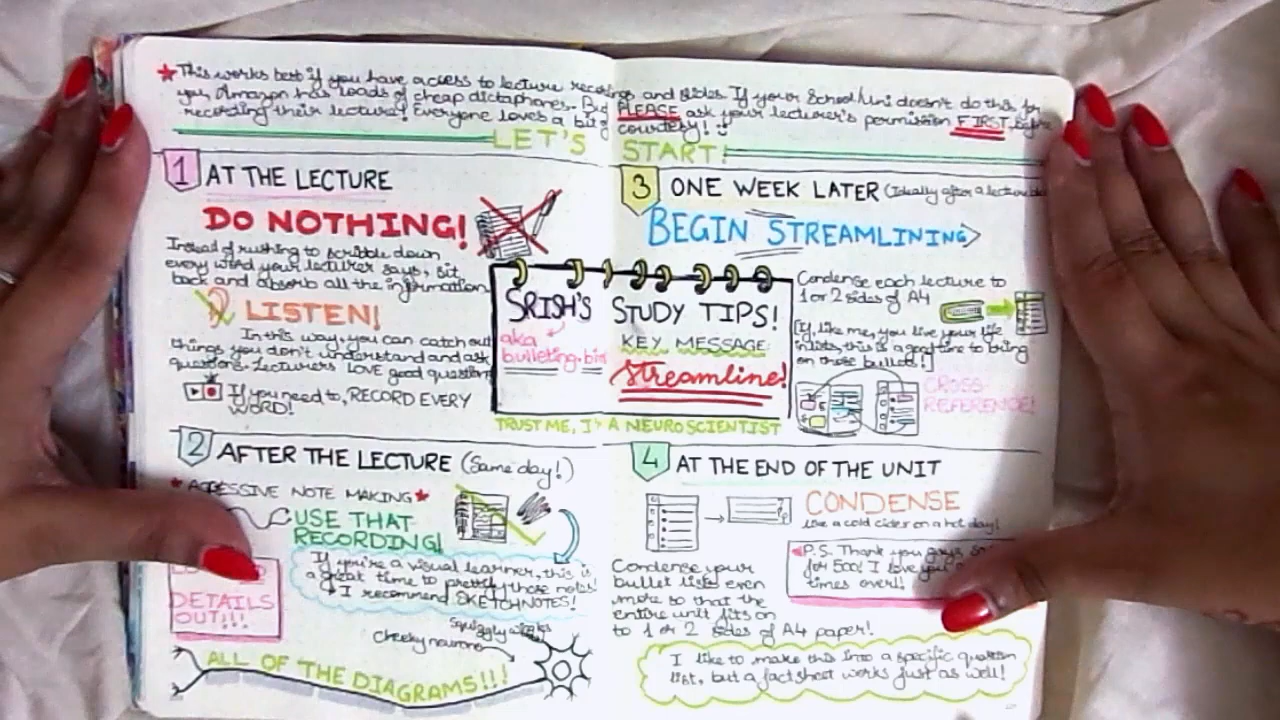 This works best if you have access to lecture recordings and slides. If your School/Uni doesn't do this for
you, Amazon has loads of cheap dictaphones. But PLEASE ask your lecturer's permission FIRST, before
recording their lecture! Everyone loves a bit of courtesy! :)
LET'S START!
1 AT THE LECTURE
DO NOTHING!
Instead of rushing to scribble down
every word your lecturer says, sit
back and absorb all the information.
LISTEN!
In this way, you can catch out
things you don't understand and ask
questions. Lecturers LOVE good questions
If you need to, RECORD EVERY
WORD!
2 AFTER THE LECTURE (Same day!)
NOTE MAKING
USE THAT
RECORDING!
If you're a visual learner, this is
a great time to pretty those notes!
I recommend SKETCHNOTES!
DETAILS
OUT!!!
Squiggly wiggles
Cheeky neurone
ALL OF THE DIAGRAMS!!!
SRISH'S STUDY TIPS!
aka
bulleting.bis
KEY MESSAGE:
Streamline!
TRUST ME, I'M A NEUROSCIENTIST
3 ONE WEEK LATER (Ideally after a lecture
BEGIN STREAMLINING
Condense each lecture to
1 or 2 sides of A4
[If, like me, you live your life
in lists, this is a good time to bring
on those bullets!]
CROSS-
REFERENCE!
4 AT THE END OF THE UNIT
CONDENSE
like a cold cider on a hot day!
P.S. Thank you guys so
for 500! I love you
times over!!
Condense your
bullet lists even
more so that the
entire unit fits on
to 1 or 2 sides of A4 paper!
I like to make this into a specific question
list, but a factsheet works just as well!